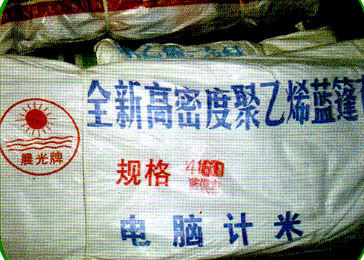 全新高密度聚乙烯蓝篷
晨光牌
规格
电脑计米